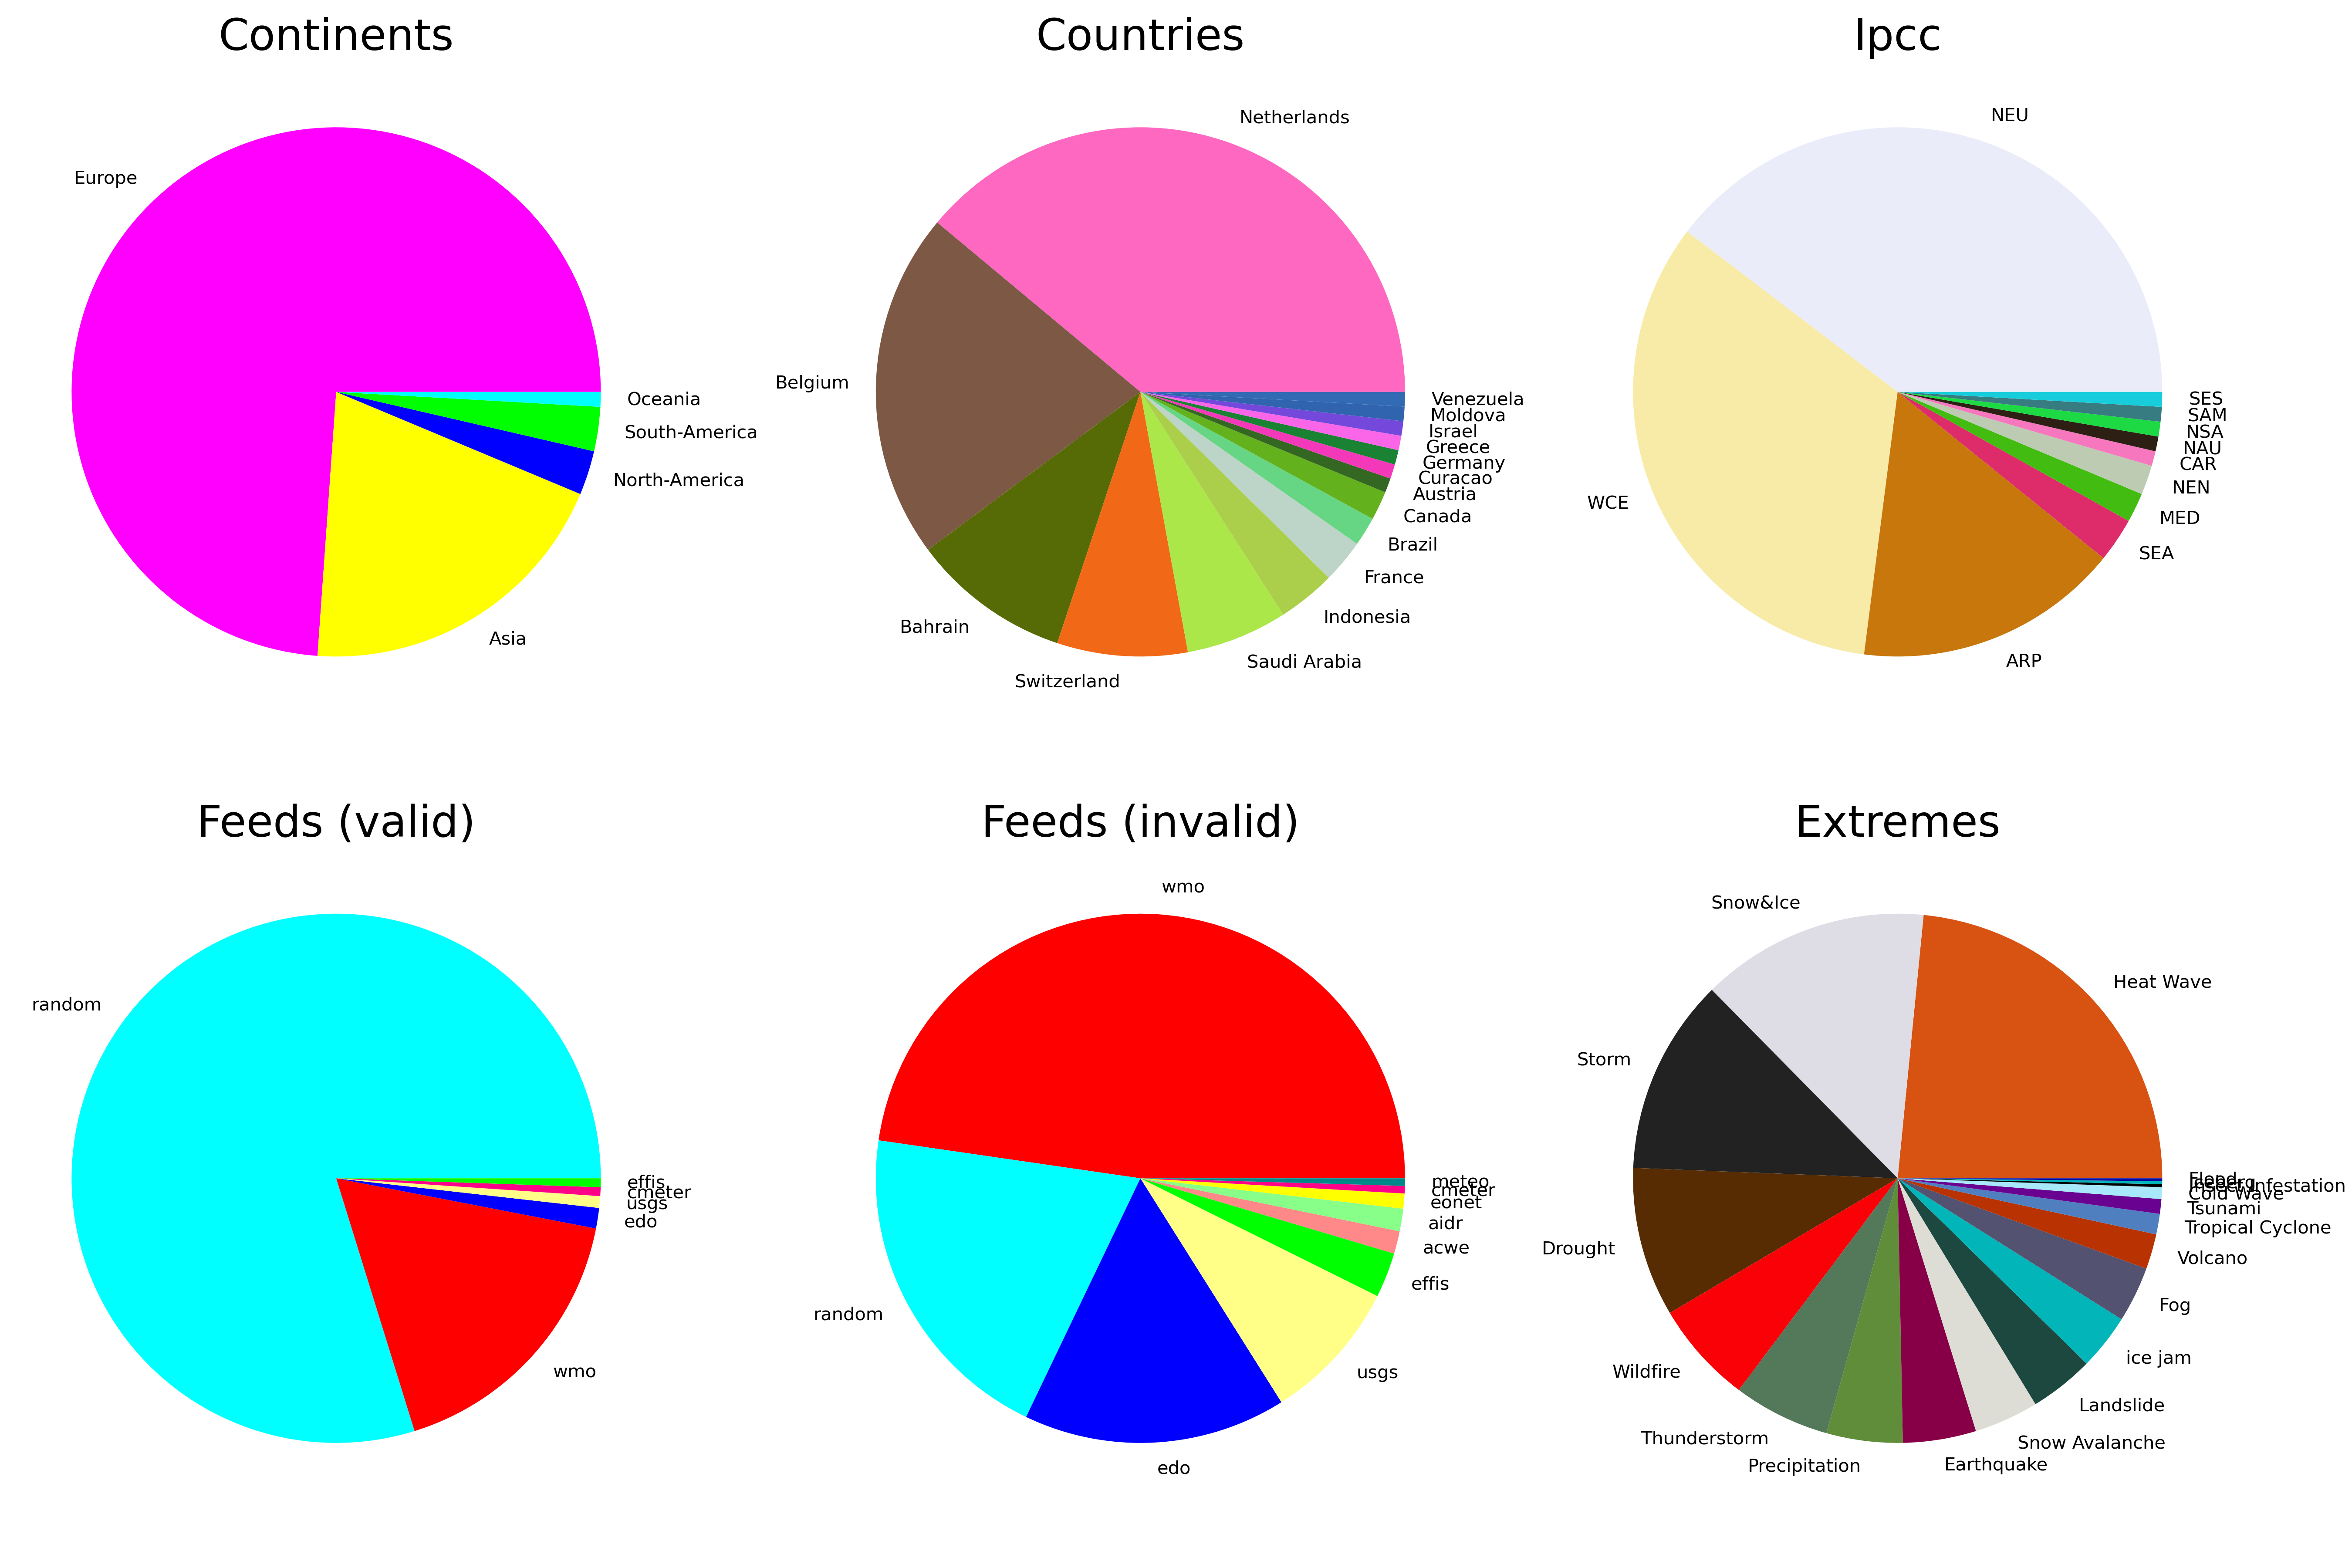 Continents
Europe
Oceania
South-America
North-America
Asia
Countries
Netherlands
Belgium
Venezuela
Moldova
Israel
Greece
Germany
Curacao
Austria
Canada
Brazil
France
Indonesia
Bahrain
Saudi Arabia
Switzerland
Ipcc
NEU
SES
SAM
NSA
NAU
CAR
NEN
WCE
MED
SEA
ARP
Feeds (valid)
random
effis
cmeter
usgs
edo
wmo
Feeds (invalid)
wmo
meteo
cmeter
eonet
aidr
acwe
effis
random
usgs
edo
Extremes
Snow&Ice
Heat Wave
Storm
Flood
Insect Infestation
Cold Wave
Tsunami
Tropical Cyclone
Drought
Volcano
Fog
ice jam
Wildfire
Landslide
Thunderstorm
Snow Avalanche
Precipitation
Earthquake